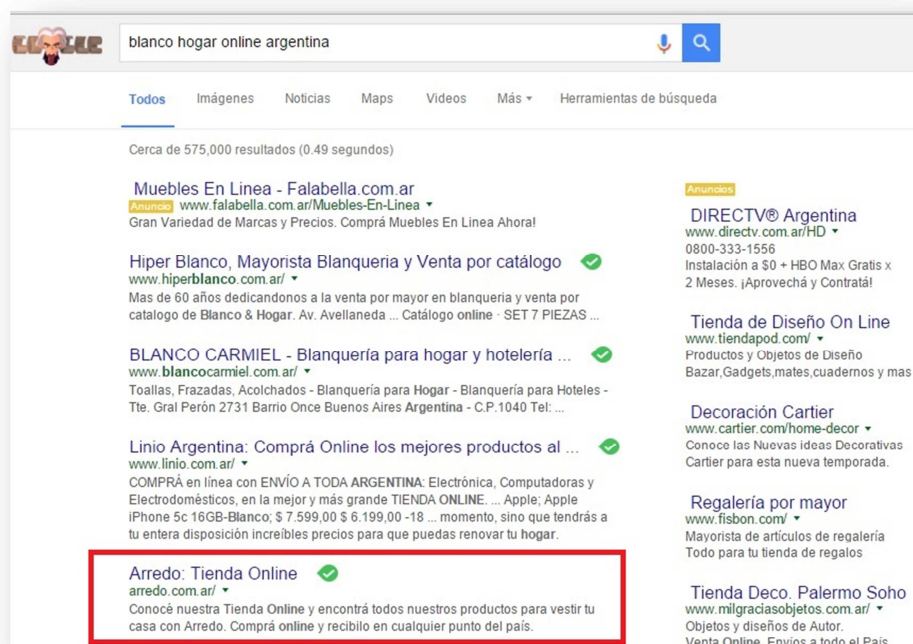 blanco hogar online argentina
Todos Imágenes Noticias Maps Videos Más Herramientas de búsqueda
Cerca de 575,000 resultados (0.49 segundos)
Muebles En Linea - Falabella.com.ar
Anuncio www.falabella.com.ar/Muebles-En-Linea
Gran Variedad de Marcas y Precios. Comprá Muebles En Linea Ahora!
Hiper Blanco, Mayorista Blanqueria y Venta por catálogo
www.hiperblanco.com.ar/
Mas de 60 años dedicandonos a la venta por mayor en blanqueria y venta por
catalogo de Blanco & Hogar. Av. Avellaneda ... Catálogo online · SET 7 PIEZAS ...
BLANCO CARMIEL - Blanquería para hogar y hotelería ...
www.blancocarmiel.com.ar/
Toallas, Frazadas, Acolchados - Blanquería para Hogar - Blanquería para Hoteles -
Tte. Gral Perón 2731 Barrio Once Buenos Aires Argentina - C.P.1040 Tel: ...
Linio Argentina: Comprá Online los mejores productos al ...
www.linio.com.ar/
COMPRÁ en línea con ENVÍO A TODA ARGENTINA: Electrónica, Computadoras y
Electrodomésticos, en la mejor y más grande TIENDA ONLINE. ... Apple; Apple
iPhone 5c 16GB-Blanco; $ 7.599,00 $ 6.199,00 -18 ... momento, sino que tendrás a
tu entera disposición increíbles precios para que puedas renovar tu hogar.
Arredo: Tienda Online
arredo.com.ar/
Conocé nuestra Tienda Online y encontrá todos nuestros productos para vestir tu
casa con Arredo. Comprá online y recibilo en cualquier punto del país.
Anuncios
DIRECTV® Argentina
www.directv.com.ar/HD
0800-333-1556
Instalación a $0 + HBO Max Gratis x
2 Meses. ¡Aprovechá y Contratá!
Tienda de Diseño On Line
www.tiendapod.com/
Productos y Objetos de Diseño
Bazar,Gadgets,mates,cuadernos y mas
Decoración Cartier
www.cartier.com/home-decor
Conoce las Nuevas ideas Decorativas
Cartier para esta nueva temporada.
Regalería por mayor
www.fisbon.com/
Mayorista de artículos de regalería
Todo para tu tienda de regalos
Tienda Deco. Palermo Soho
www.milgraciasobjetos.com.ar/
Objetos y diseños de Autor.
Venta Online. Envios a todo el País